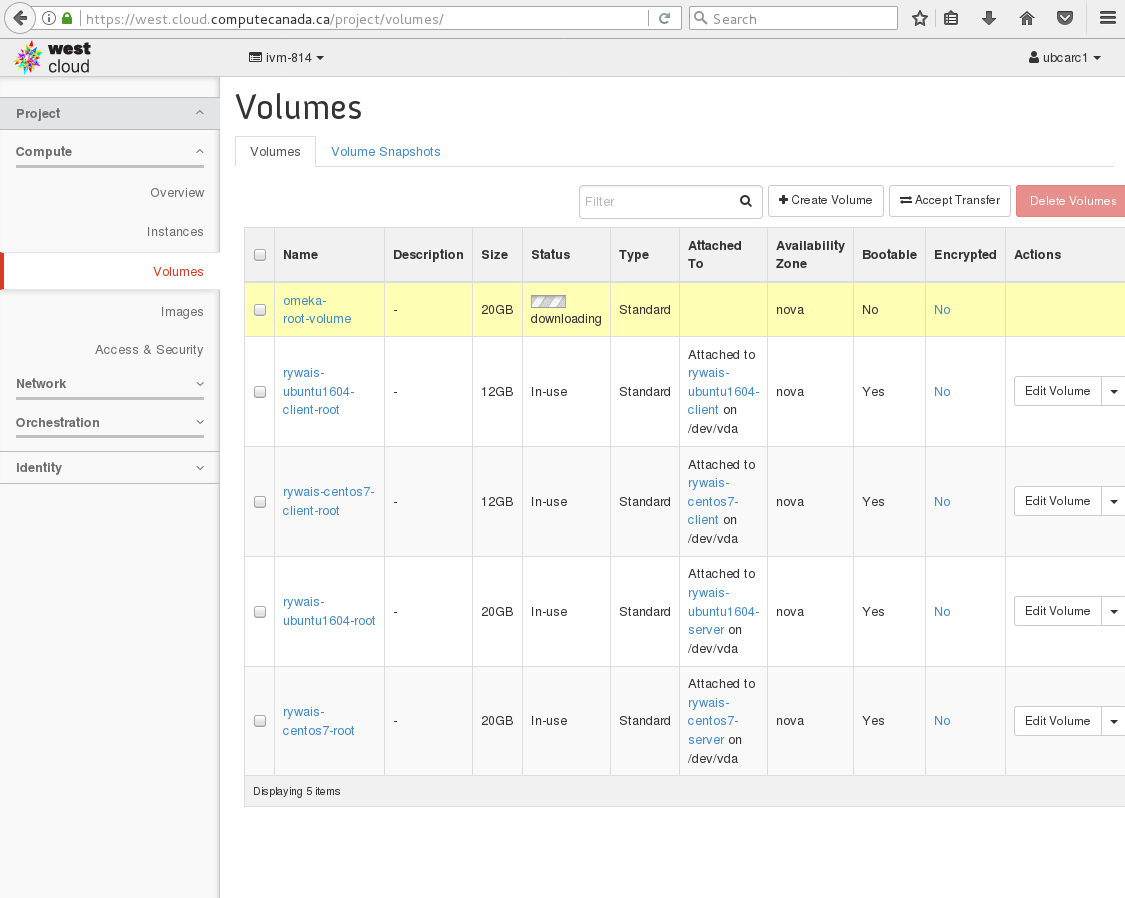 https://west.cloud.computecanada.ca/project/volumes/
Search
west
cloud
ivm-814
ubcarc1
Project
Compute
Overview
Instances
Volumes
Images
Access & Security
Network
Orchestration
Identity
Volumes
Volumes Volume Snapshots
Filter Create Volume Accept Transfer Delete Volumes
Name Description Size Status Type Attached To Availability Zone Bootable Encrypted Actions
omeka-
root-volume
- 20GB downloading Standard nova No No
rywais-
ubuntu1604-
client-root
- 12GB In-use Standard
Attached to
rywais-
ubuntu1604-
client on
/dev/vda
nova Yes No Edit Volume
rywais-centos7-
client-root
- 12GB In-use Standard
Attached to
rywais-
centos7-
client on
/dev/vda
nova Yes No Edit Volume
rywais-
ubuntu1604-root
- 20GB In-use Standard
Attached to
rywais-
ubuntu1604-
server on
/dev/vda
nova Yes No Edit Volume
rywais-
centos7-root
- 20GB In-use Standard
Attached to
rywais-
centos7-
server on
/dev/vda
nova Yes No Edit Volume
Displaying 5 items